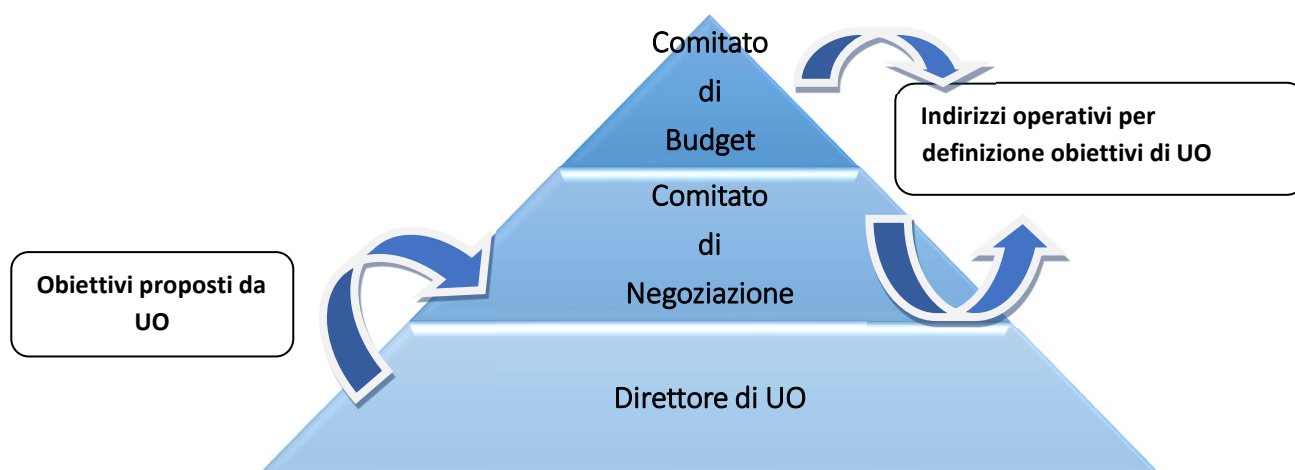 Comitato
di
Budget
Indirizzi operativi per
definizione obiettivi di UO
Comitato
di
Negoziazione
Obiettivi proposti da
UO
Direttore di UO